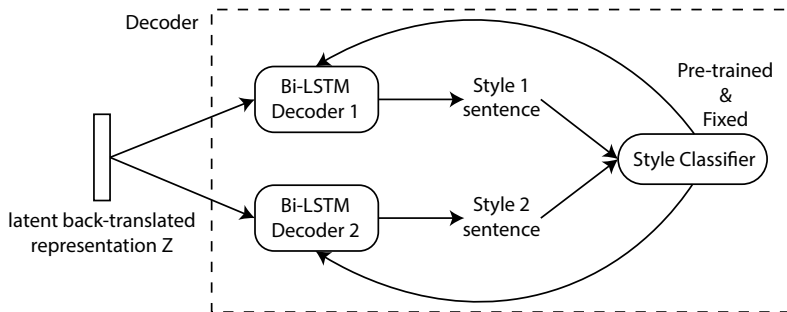 Decoder
Bi-LSTM
Decoder 1
Style 1
sentence
Pre-trained
&
Fixed
Style Classifier
latent back-translated
representation Z
Bi-LSTM
Decoder 2
Style 2
sentence